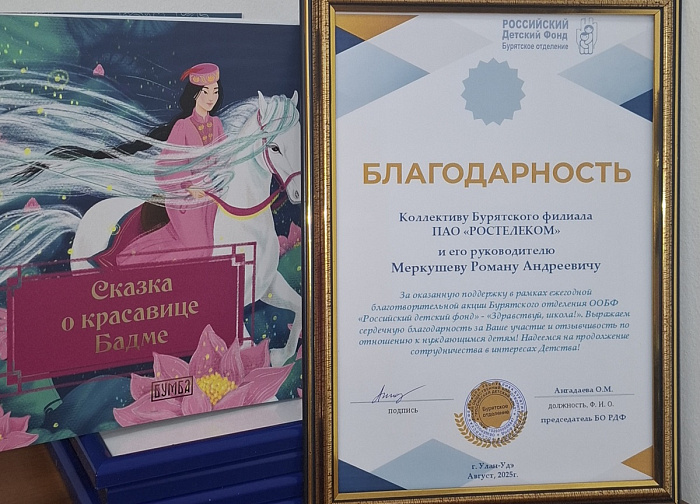 Сказка
о красавице
Бадме
БУМБА
РОССИЙСКИЙ
Детский Фонд
Бурятское отделение
БЛАГОДАРНОСТЬ
Коллективу Бурятского филиала
ПАО «РОСТЕЛЕКОМ»
и его руководителю
Меркушеву Роману Андреевичу
За оказанную поддержку в рамках ежегодной
благотворительной акции Бурятского отделения ООБФ
«Российский детский фонд» - «Здравствуй, школа!». Выражаем
сердечную благодарность за Ваше участие и отзывчивость по
отношению к нуждающимся детям! Надеемся на продолжение
сотрудничества в интересах Детства!
подпись
Бурятское
отделение
Ангадаева О.М.
должность, Ф. И. О.
председатель БО РДФ
г. Улан-Удэ
Август, 2025г.